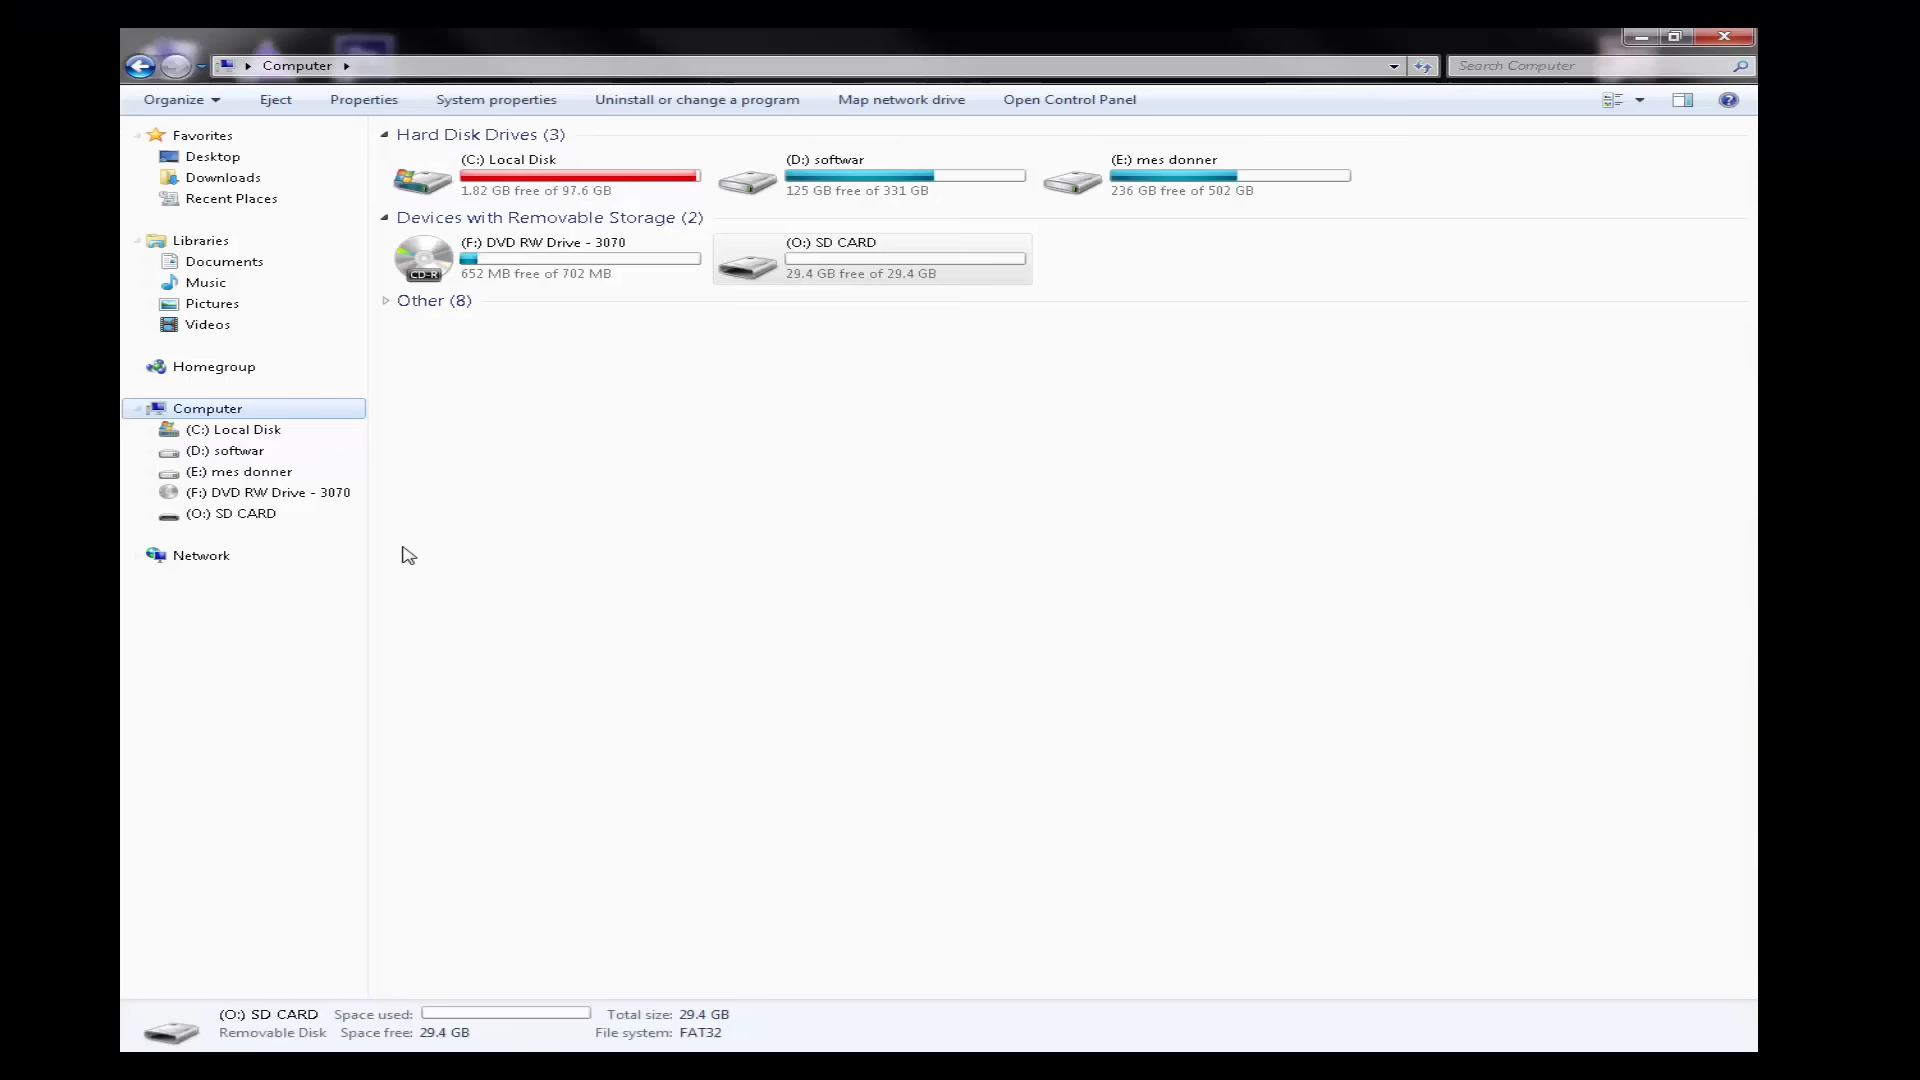 Computer
Search Computer
Organize Eject Properties System properties Uninstall or change a program Map network drive Open Control Panel
Favorites
Desktop
Downloads
Recent Places
Libraries
Documents
Music
Pictures
Videos
Homegroup
Computer
(C:) Local Disk
(D:) softwar
(E:) mes donner
(F:) DVD RW Drive - 3070
(O:) SD CARD
Network
Hard Disk Drives (3)
(C:) Local Disk
1.82 GB free of 97.6 GB
(D:) softwar
125 GB free of 331 GB
(E:) mes donner
236 GB free of 502 GB
Devices with Removable Storage (2)
(F:) DVD RW Drive - 3070
CD-R
652 MB free of 702 MB
(O:) SD CARD
29.4 GB free of 29.4 GB
Other (8)
(O:) SD CARD Space used: Total size: 29.4 GB
Removable Disk Space free: 29.4 GB File system: FAT32